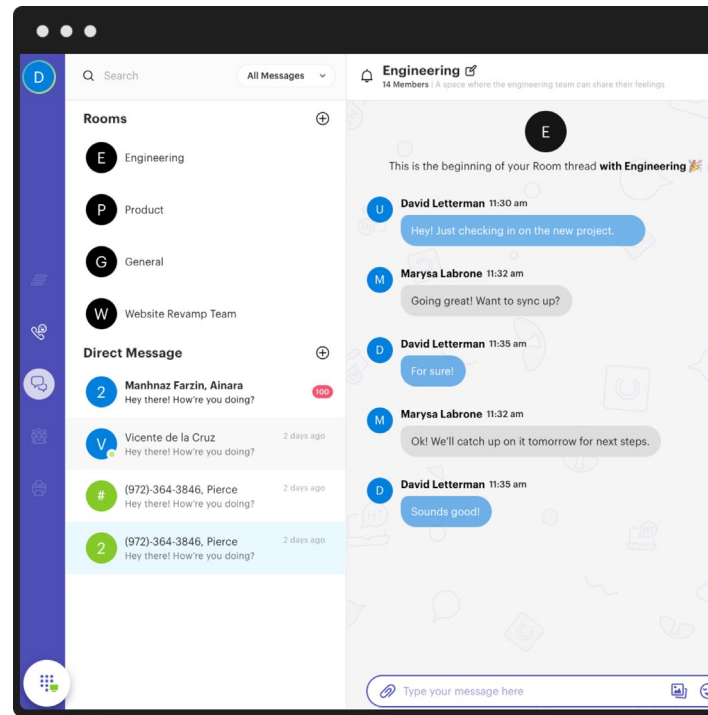 D
Search
All Messages
Rooms
E Engineering
P Product
G General
W Website Revamp Team
Direct Message
2 Manhnaz Farzin, Ainara
Hey there! How're you doing?
100
V Vicente de la Cruz
2 days ago
Hey there! How're you doing?
# (972)-364-3846, Pierce
2 days ago
Hey there! How're you doing?
2 (972)-364-3846, Pierce
2 days ago
Hey there! How're you doing?
Engineering
14 Members | A space where the engineering team can share their feelings
E
This is the beginning of your Room thread with Engineering
U David Letterman 11:30 am
Hey! Just checking in on the new project.
M Marysa Labrone 11:32 am
Going great! Want to sync up?
D David Letterman 11:35 am
For sure!
M Marysa Labrone 11:32 am
Ok! We'll catch up on it tomorrow for next steps.
D David Letterman 11:35 am
Sounds good!
Type your message here